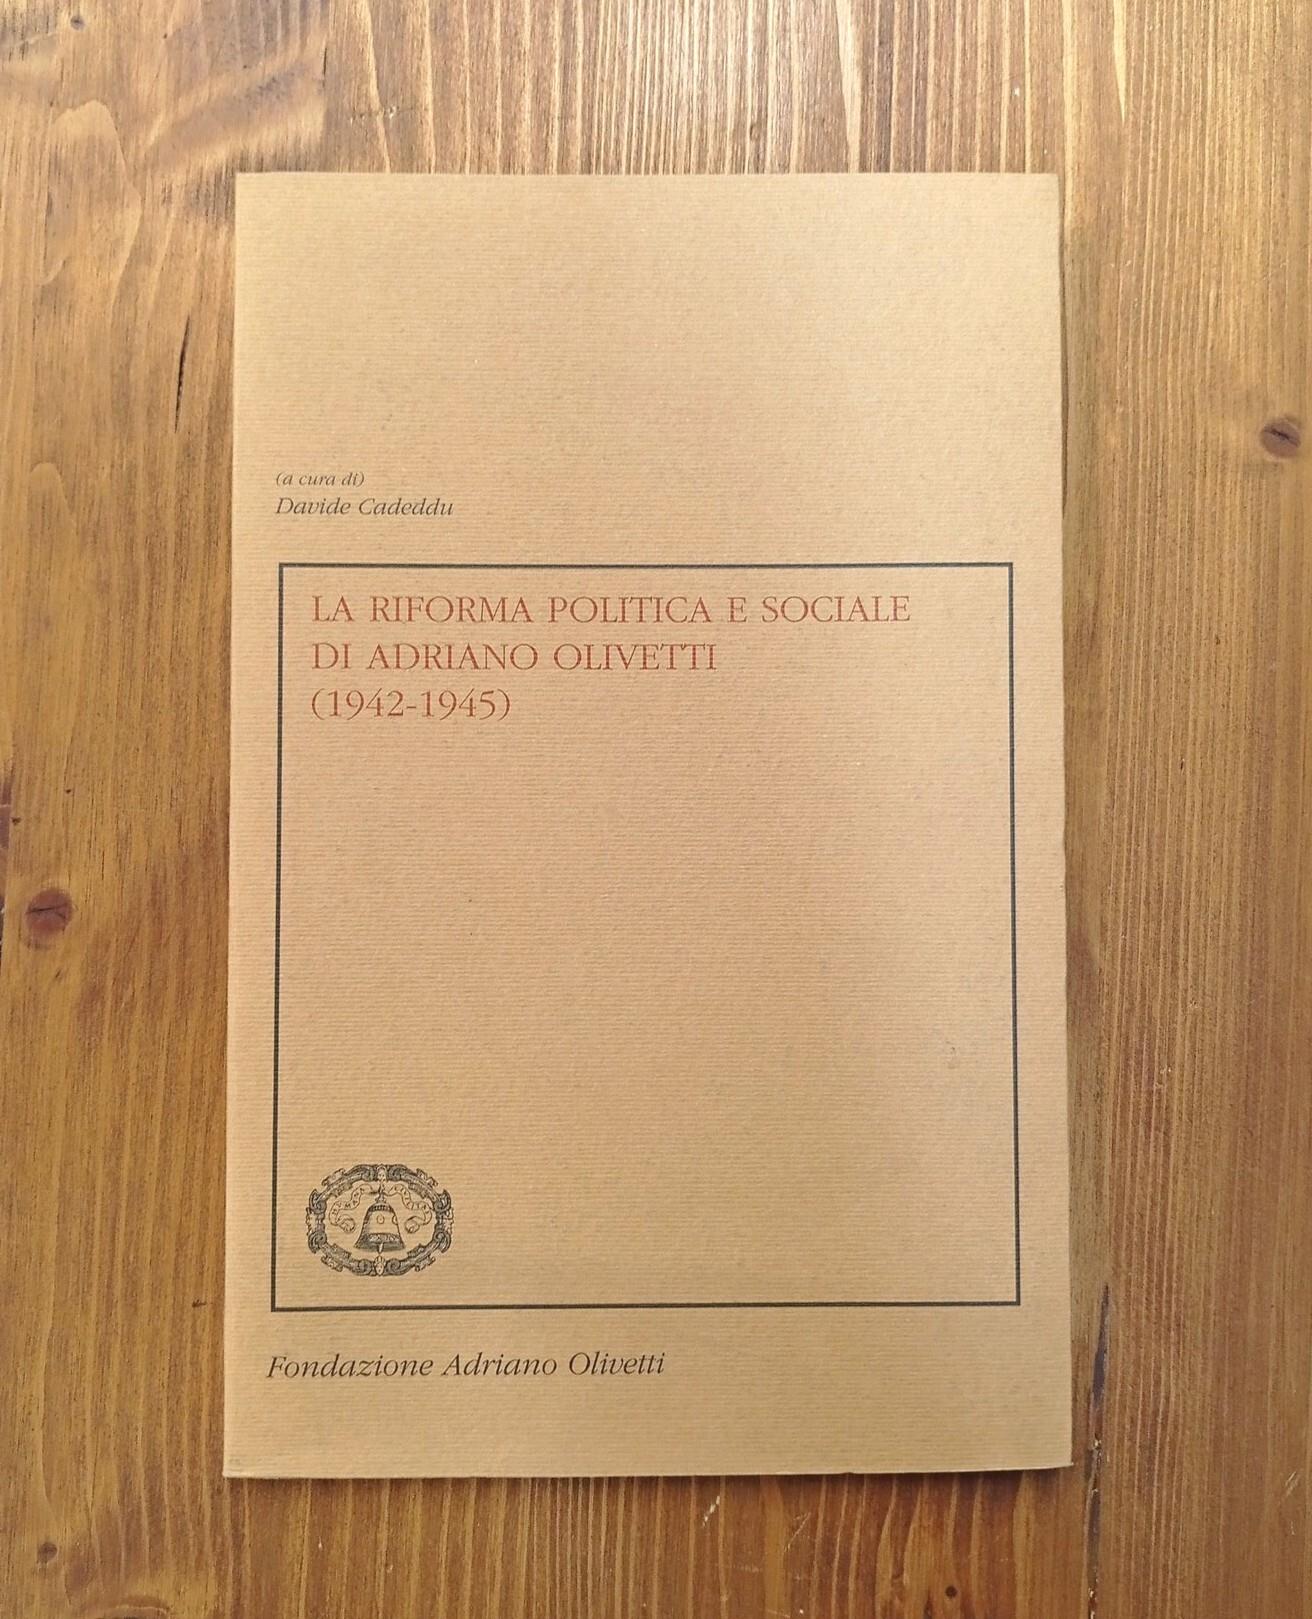 (a cura di)
Davide Cadeddu
LA RIFORMA POLITICA E SOCIALE
DI ADRIANO OLIVETTI
(1942-1945)
Fondazione Adriano Olivetti